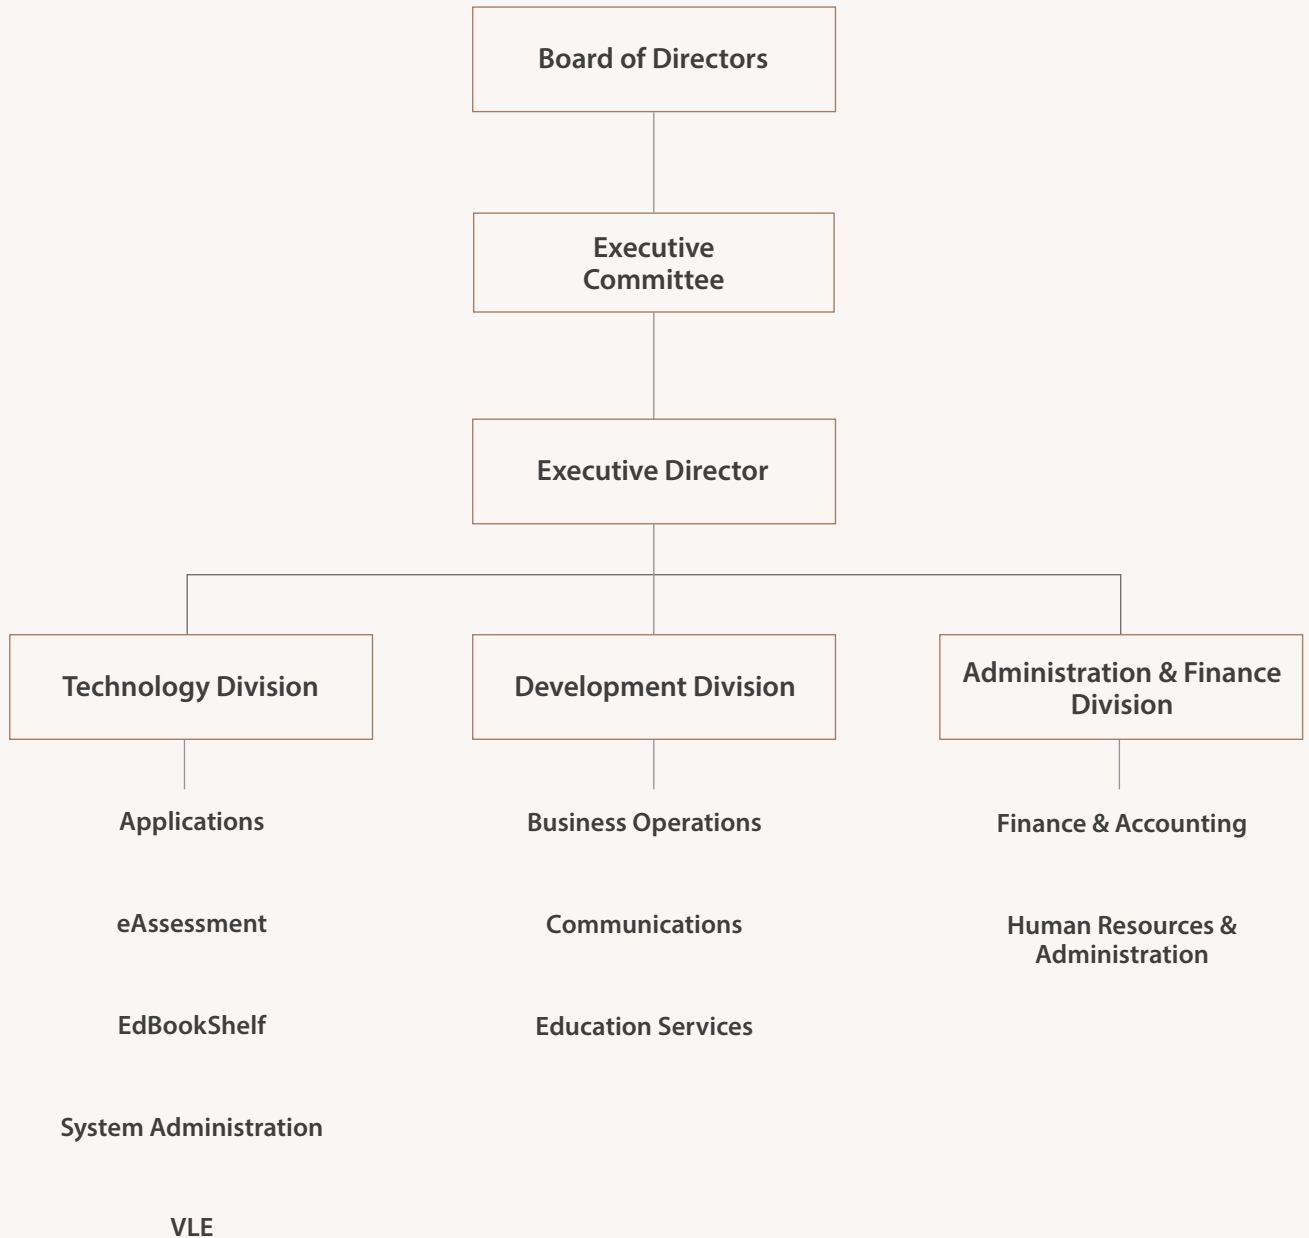 Board of Directors
Executive
Committee
Executive Director
Technology Division
Development Division
Administration & Finance
Division
Applications
eAssessment
EdBookShelf
System Administration
VLE
Business Operations
Communications
Education Services
Finance & Accounting
Human Resources &
Administration